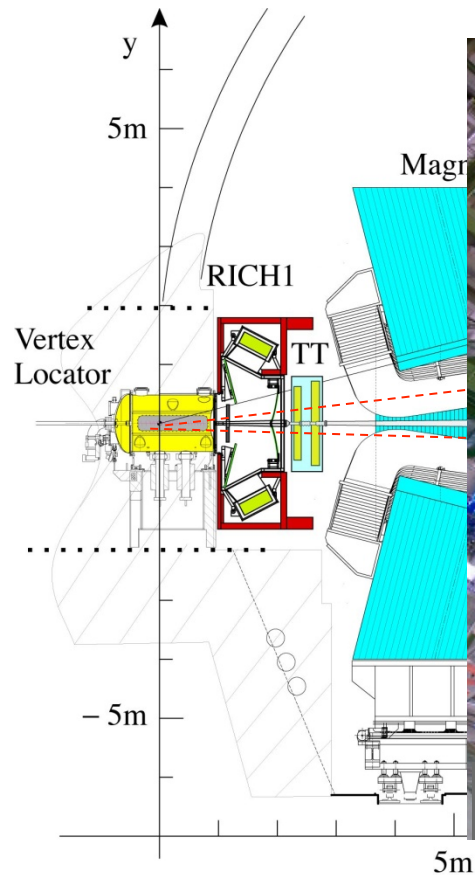 y
5m
Magn
RICH1
Vertex
Locator
TT
– 5m
5m